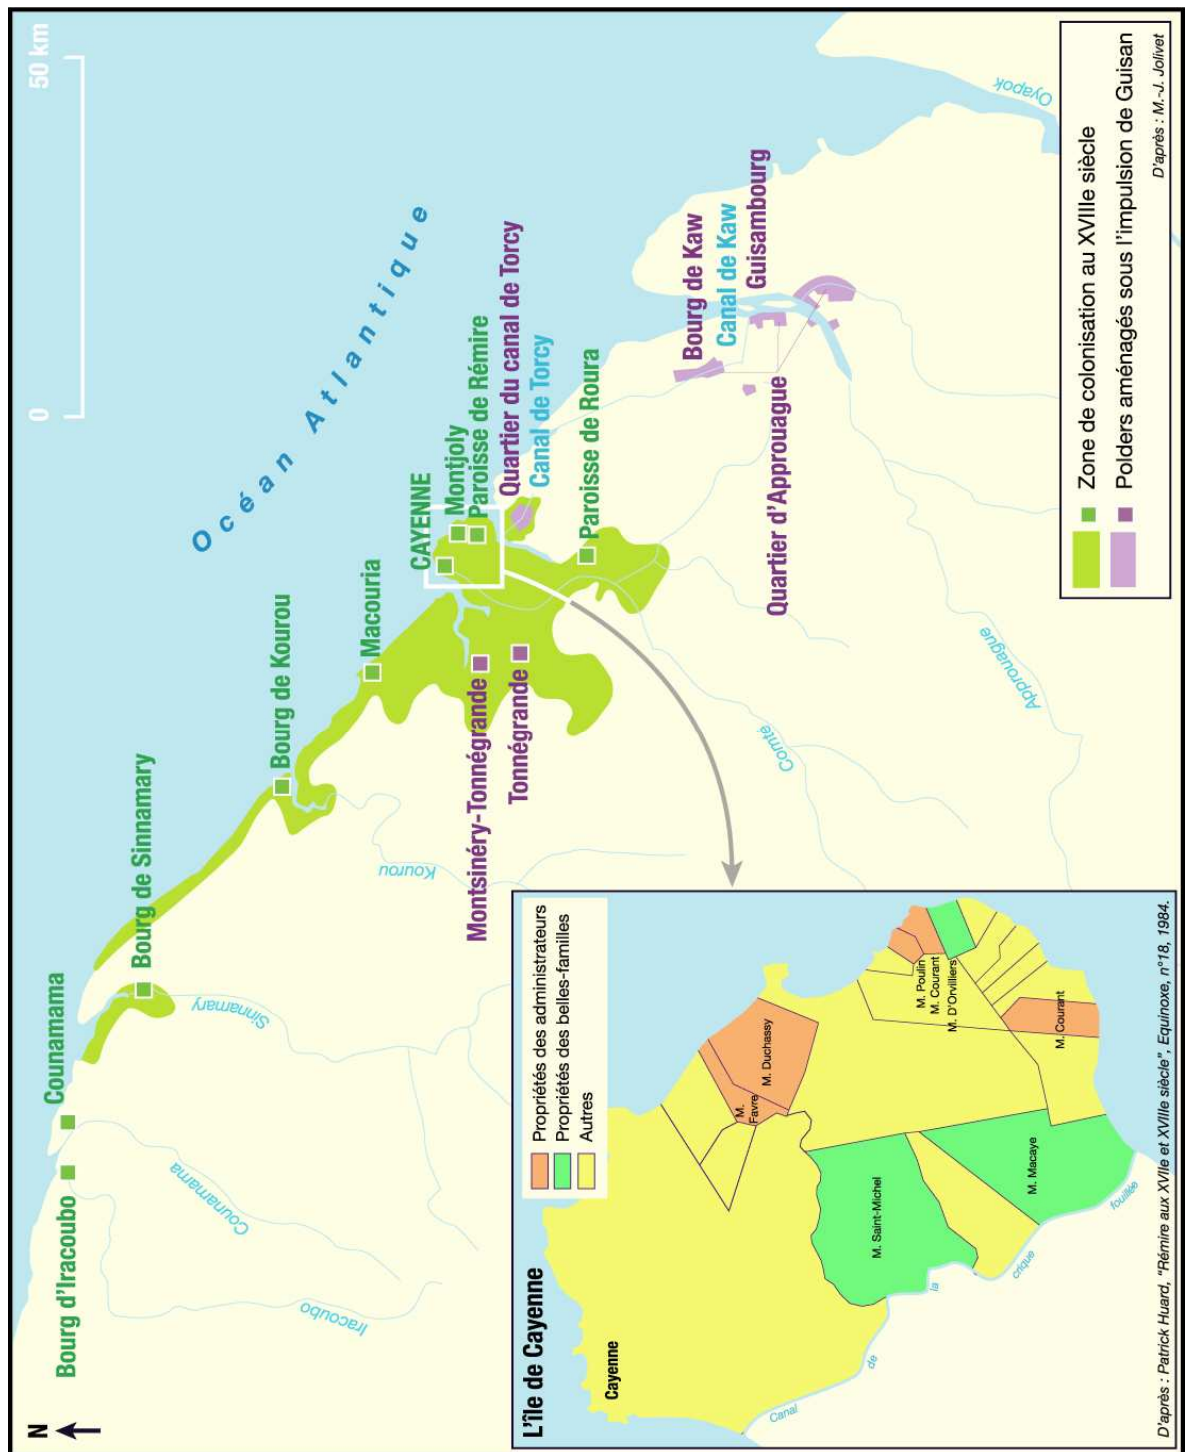 N
Bourg d'Iracoubo
Counamama
Bourg de Sinnamary
Bourg de Kourou
Macouria
CAYENNE
Montjoly
Paroisse de Rémire
Quartier du canal de Torcy
Canal de Torcy
Paroisse de Roura
Montsinéry-Tonnégrande
Tonnégrande
Bourg de Kaw
Canal de Kaw
Guisambourg
Quartier d'Approuague
Océan Atlantique
0
50 km
Iracoubo
Counamama
Sinnamary
Kourou
Comté
Approuague
Oyapok
Zone de colonisation au XVIIIe siècle
Polders aménagés sous l'impulsion de Guisan
D'après : M.-J. Jolivet
L'île de Cayenne
Propriétés des administrateurs
Propriétés des belles-familles
Autres
Cayenne
M.
Favre
M. Duchassy
M. Poulin
M. Courant
M. D'Orvilliers
M. Saint-Michel
M. Macaye
M. Courant
Canal
de
la
crique
fouillée
D'après : Patrick Huard, "Rémire aux XVIIe et XVIIIe siècle", Equinoxe, n°18, 1984.